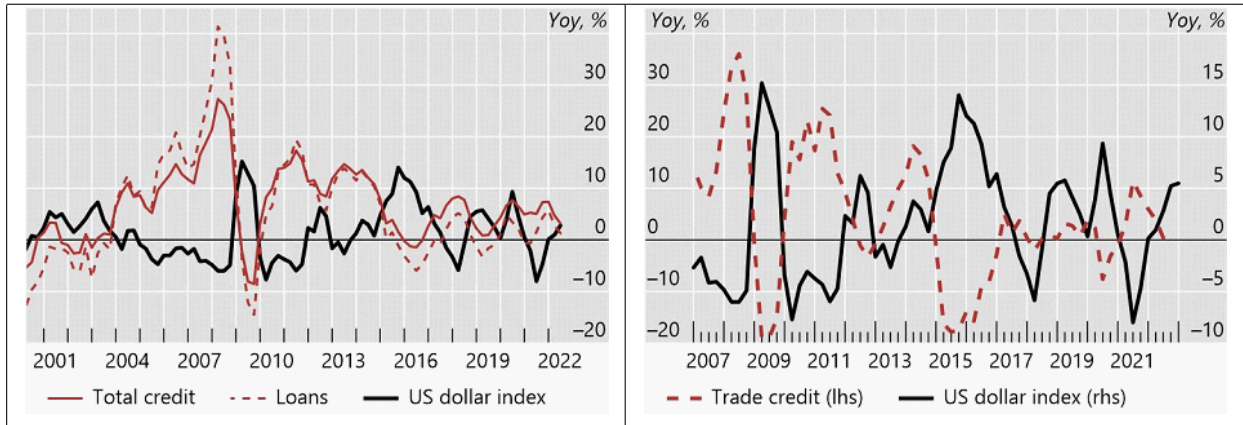 Yoy, %
30
20
10
0
–10
–20
2001 2004 2007 2010 2013 2016 2019 2022
Total credit Loans US dollar index
Yoy, % Yoy, %
30 15
20 10
10 5
0 0
–10 –5
–20 –10
2007 2009 2011 2013 2015 2017 2019 2021
Trade credit (lhs) US dollar index (rhs)